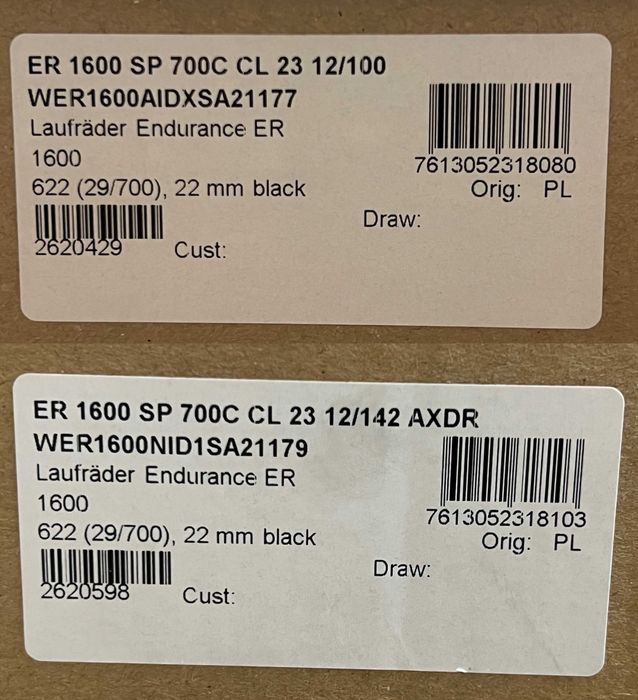 ER 1600 SP 700C CL 23 12/100
WER1600AIDXSA21177
Laufräder Endurance ER
1600
7613052318080
622 (29/700), 22 mm black
Orig: PL
Draw:
2620429
Cust:
ER 1600 SP 700C CL 23 12/142 AXDR
WER1600NID1SA21179
Laufräder Endurance ER
1600
7613052318103
622 (29/700), 22 mm black
Orig: PL
Draw:
2620598
Cust: